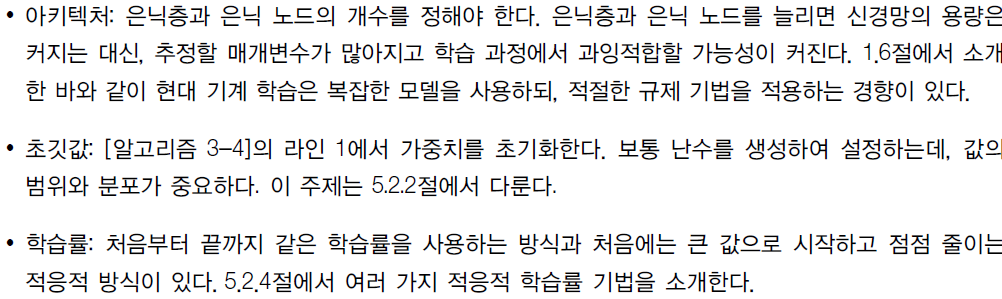 • 아키텍처: 은닉층과 은닉 노드의 개수를 정해야 한다. 은닉층과 은닉 노드를 늘리면 신경망의 용량은
커지는 대신, 추정할 매개변수가 많아지고 학습 과정에서 과잉적합할 가능성이 커진다. 1.6절에서 소개
한 바와 같이 현대 기계 학습은 복잡한 모델을 사용하되, 적절한 규제 기법을 적용하는 경향이 있다.
• 초깃값: [알고리즘 3-4]의 라인 1에서 가중치를 초기화한다. 보통 난수를 생성하여 설정하는데, 값의
범위와 분포가 중요하다. 이 주제는 5.2.2절에서 다룬다.
• 학습률: 처음부터 끝까지 같은 학습률을 사용하는 방식과 처음에는 큰 값으로 시작하고 점점 줄이는
적응적 방식이 있다. 5.2.4절에서 여러 가지 적응적 학습률 기법을 소개한다.